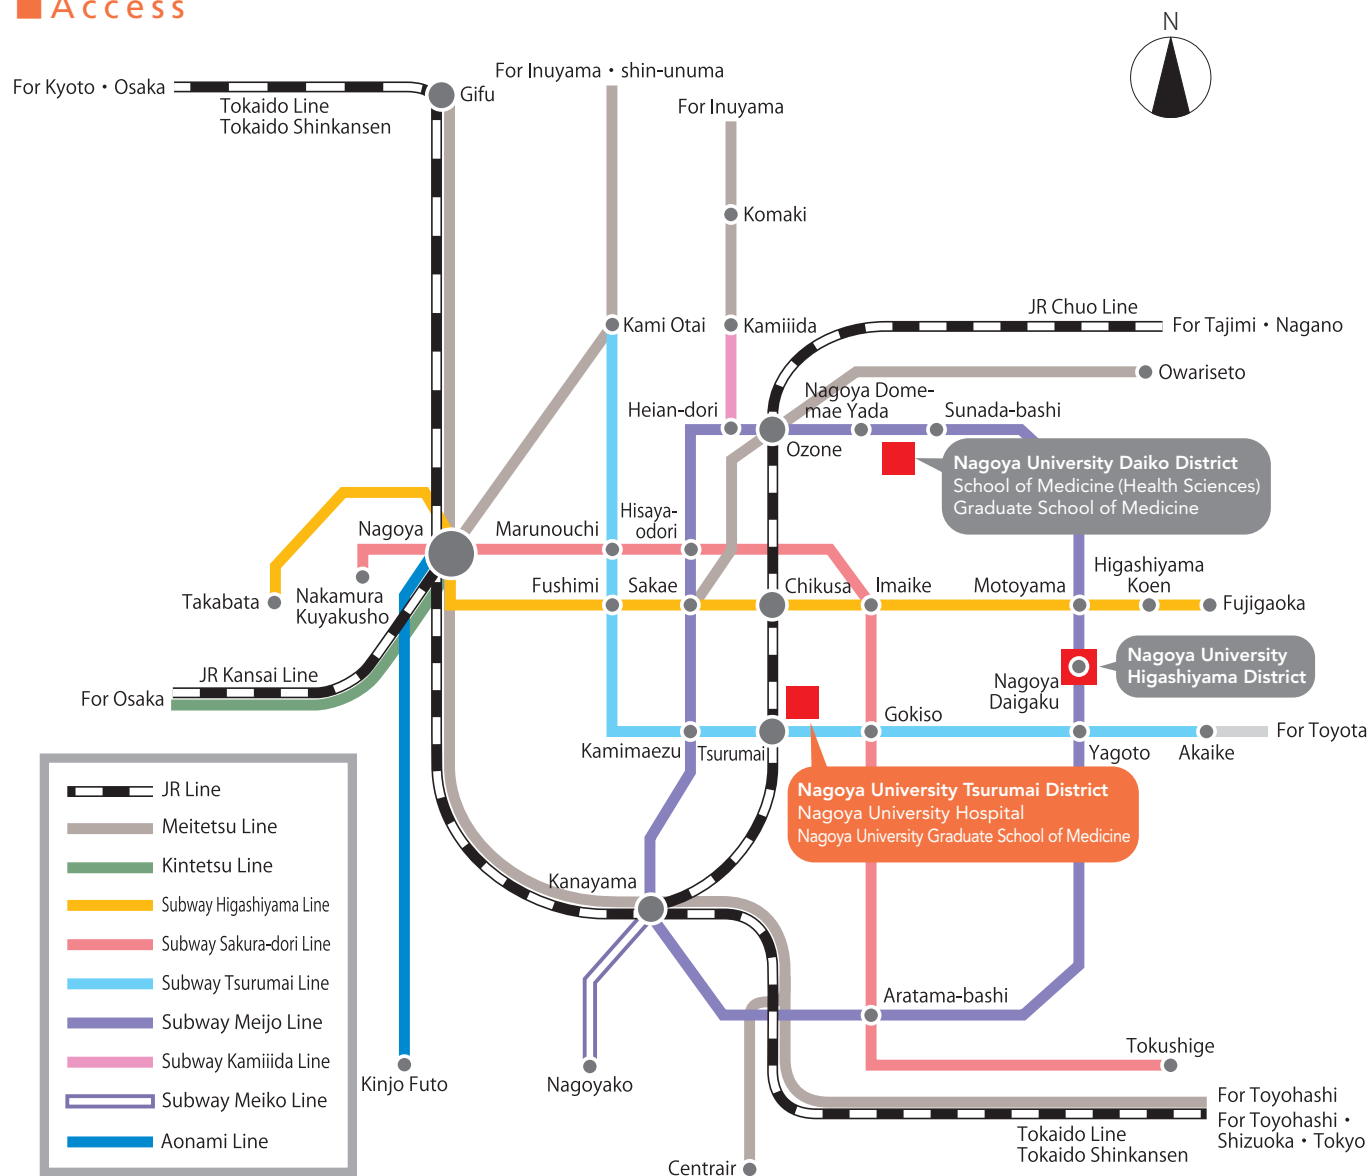 Access
N
For Kyoto・Osaka
Tokaido Line
Tokaido Shinkansen
Gifu
For Inuyama・shin-unuma
For Inuyama
Komaki
Kami Otai
Kamiiida
JR Chuo Line
For Tajimi・Nagano
Owariseto
Heian-dori
Nagoya Dome-
mae Yada
Sunada-bashi
Ozone
Nagoya University Daiko District
School of Medicine (Health Sciences)
Graduate School of Medicine
Nagoya
Marunouchi
Hisaya-
odori
Takabata
Nakamura
Kuyakusho
Fushimi
Sakae
Chikusa
Imaike
Motoyama
Higashiyama
Koen
Fujigaoka
JR Kansai Line
For Osaka
Nagoya
Daigaku
Nagoya University
Higashiyama District
Kamimaezu
Tsurumai
Gokiso
Yagoto
Akaike
For Toyota
Nagoya University Tsurumai District
Nagoya University Hospital
Nagoya University Graduate School of Medicine
JR Line
Meitetsu Line
Kintetsu Line
Subway Higashiyama Line
Subway Sakura-dori Line
Subway Tsurumai Line
Subway Meijo Line
Subway Kamiiida Line
Subway Meiko Line
Aonami Line
Kanayama
Kinjo Futo
Nagoyako
Aratama-bashi
Tokushige
Centrair
For Toyohashi
For Toyohashi・
Shizuoka・Tokyo
Tokaido Line
Tokaido Shinkansen